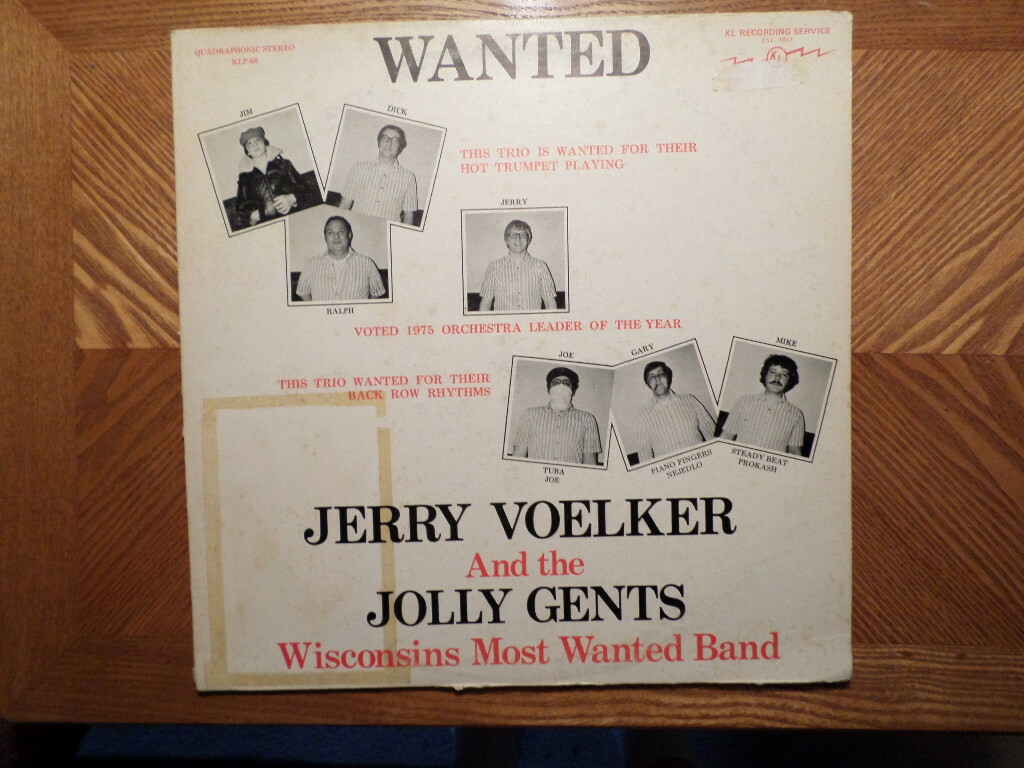 QUADRAPHONIC STEREO
KLP-68
WANTED
KL RECORDING SERVICE
KL
JIM
DICK
THIS TRIO IS WANTED FOR THEIR
HOT TRUMPET PLAYING
RALPH
JERRY
VOTED 1975 ORCHESTRA LEADER OF THE YEAR
THIS TRIO WANTED FOR THEIR
BACK ROW RHYTHMS
JOE
GARY
MIKE
TUBA
JOE
PIANO FINGERS
NEJEDLO
STEADY BEAT
PROKASH
JERRY VOELKER
And the
JOLLY GENTS
Wisconsins Most Wanted Band